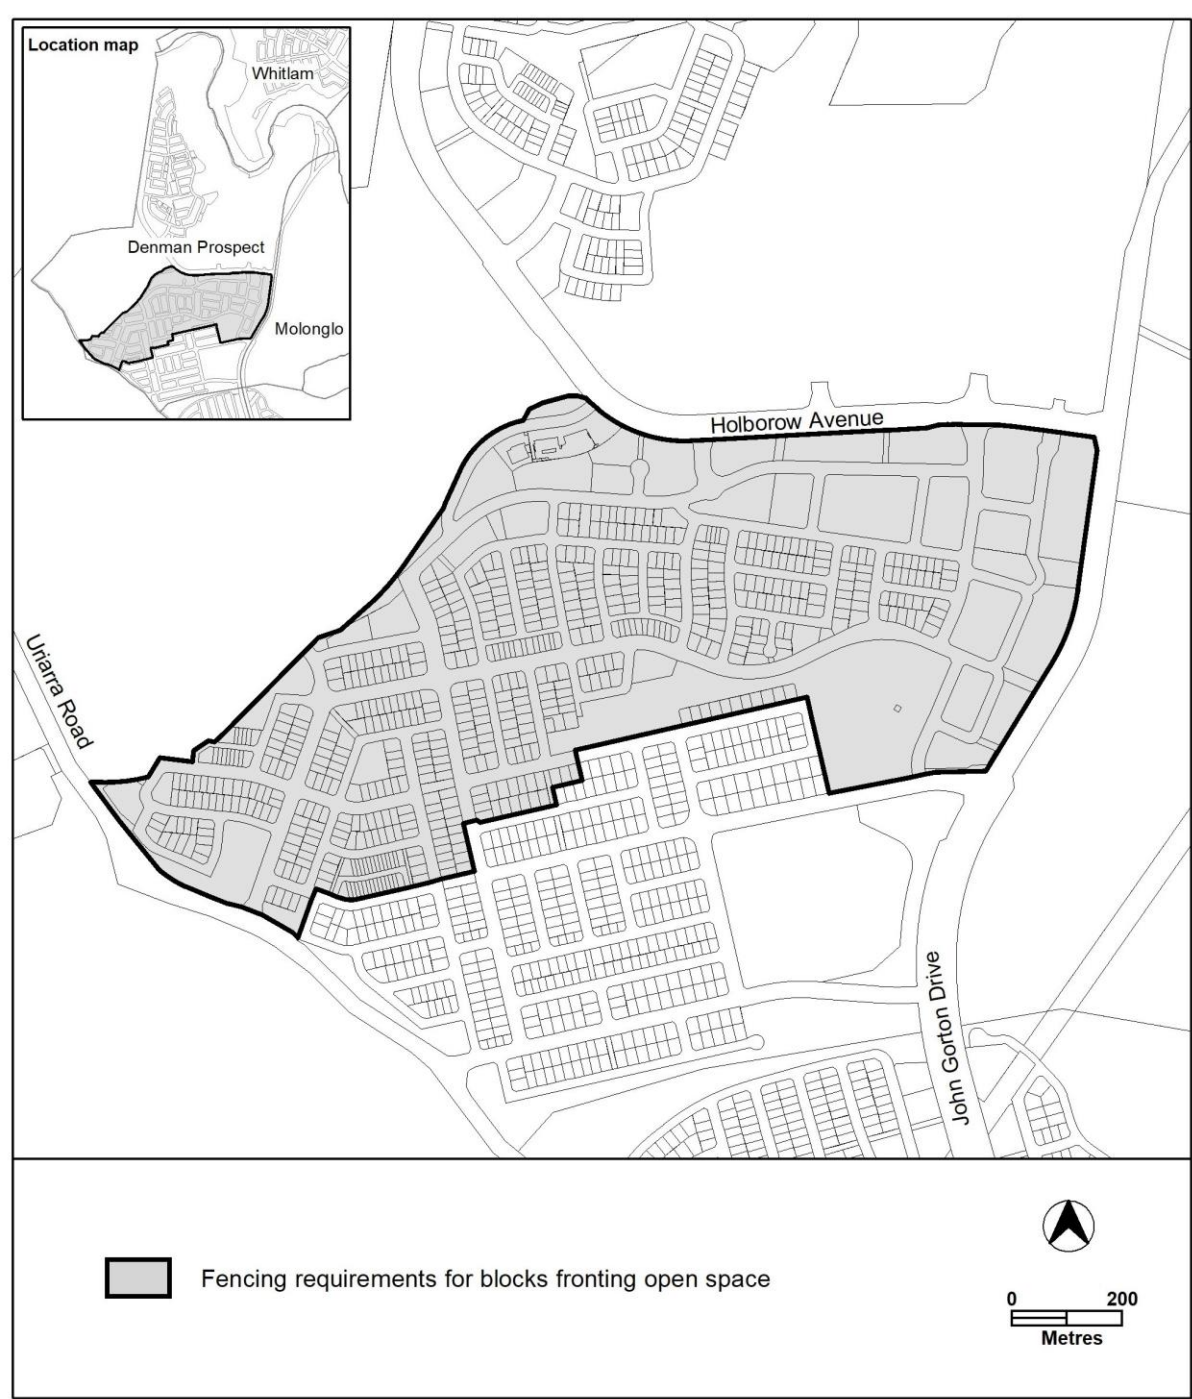 Location map
Whitlam
Denman Prospect
Molonglo
Holborow Avenue
Uriarra Road
John Gorton Drive
Fencing requirements for blocks fronting open space
0 200
Metres